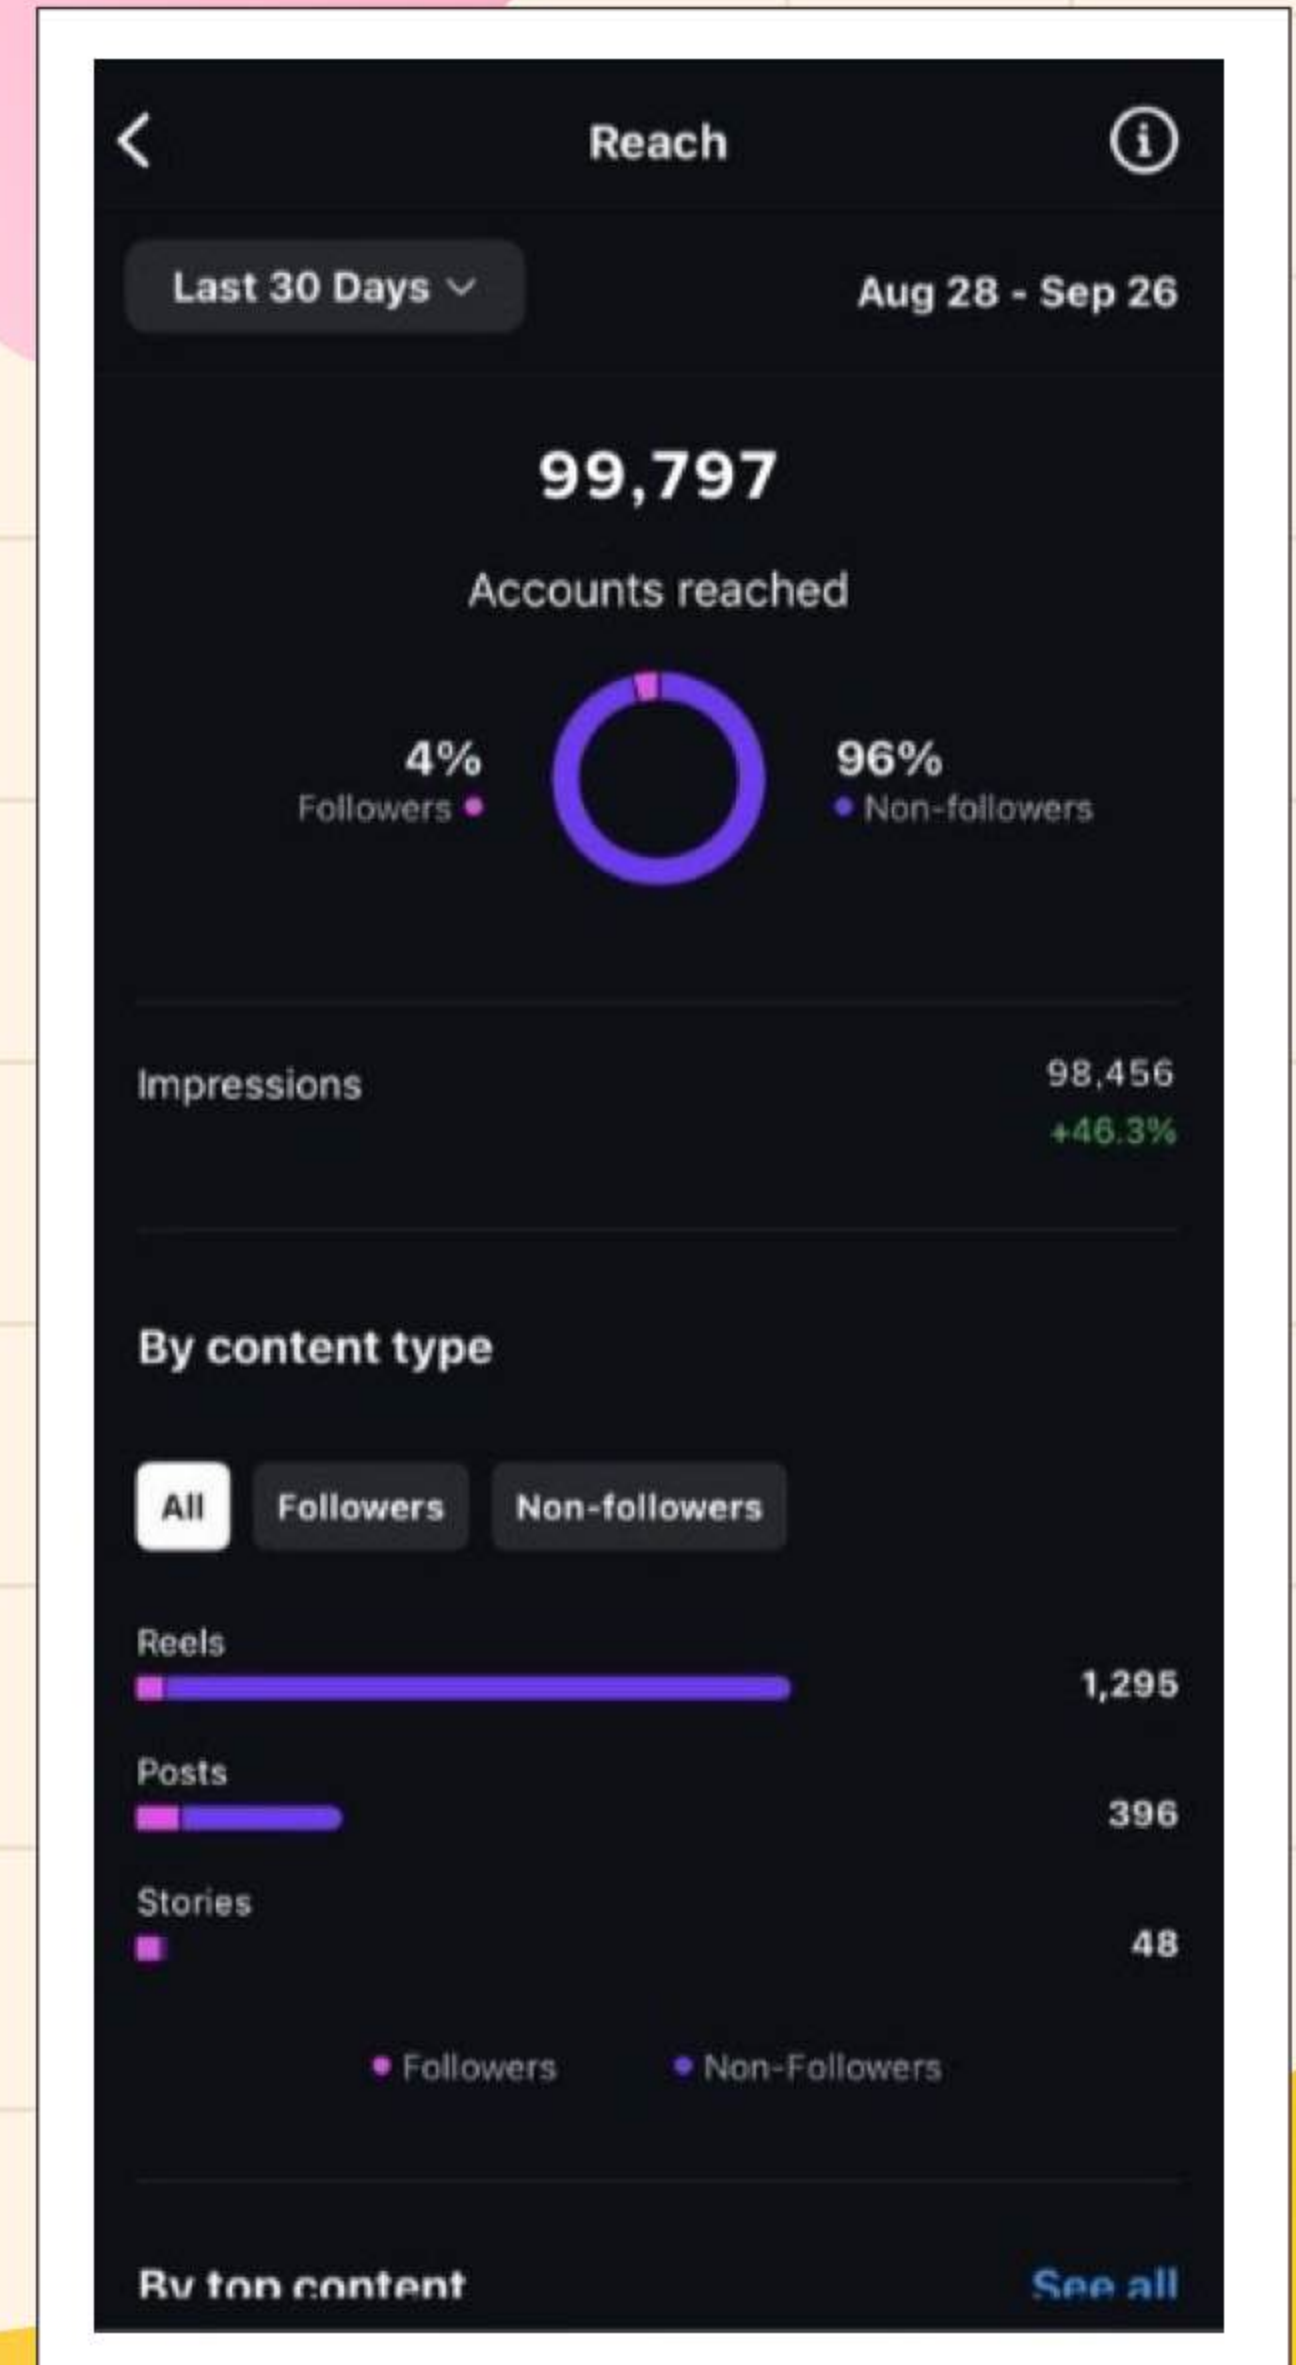 Reach
Last 30 Days
Aug 28 - Sep 26
99,797
Accounts reached
4%
Followers
96%
Non-followers
Impressions
98,456
+46.3%
By content type
All Followers Non-followers
Reels
1,295
Posts
396
Stories
48
Followers Non-Followers
By top content See all